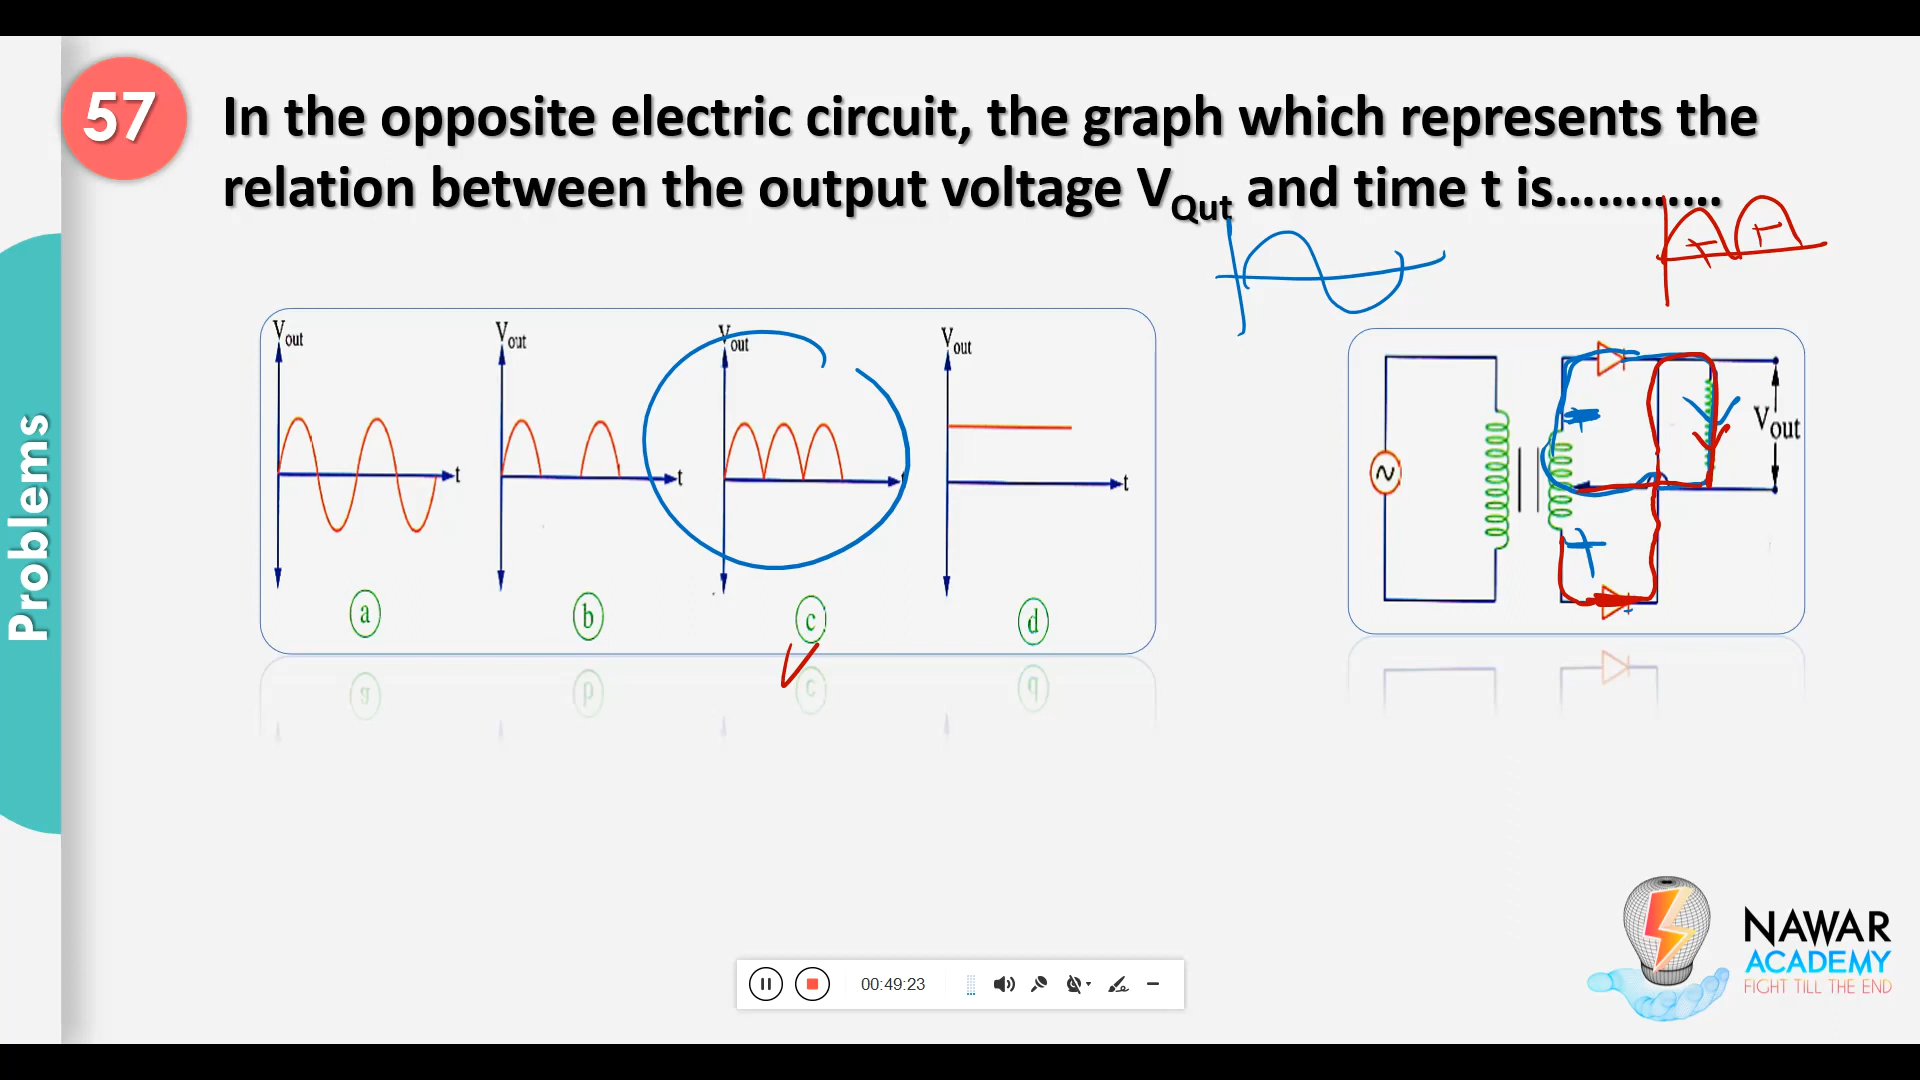 57
In the opposite electric circuit, the graph which represents the
relation between the output voltage VQut and time t is............
Problems
Vout
t
a
Vout
t
b
Vout
c
Vout
t
d
Vout
+
+
00:49:23
NAWAR
ACADEMY
FIGHT TILL THE END